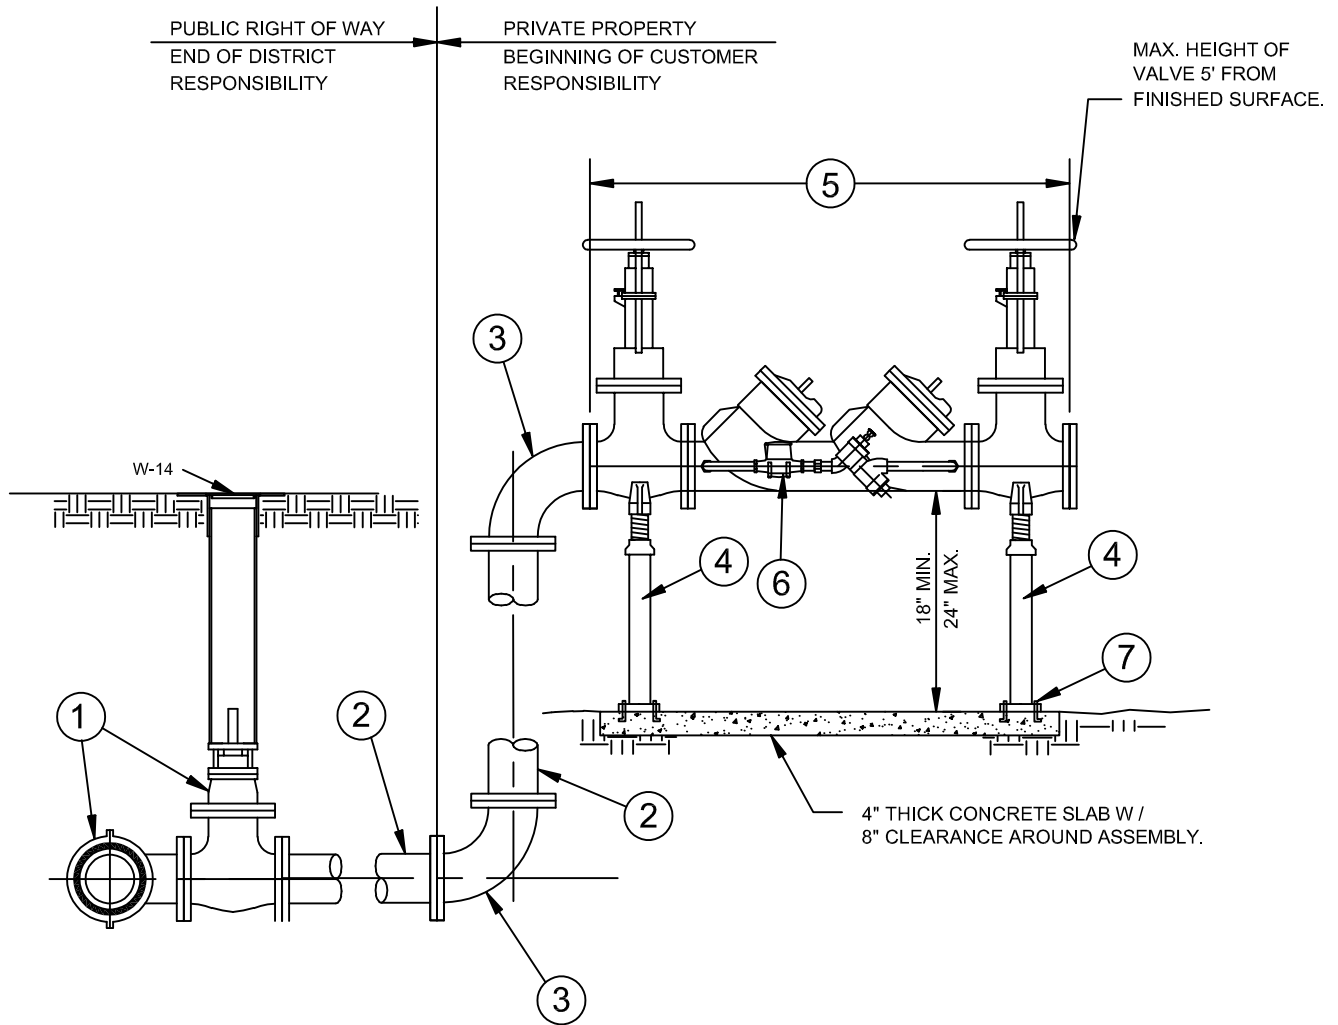 PUBLIC RIGHT OF WAY
END OF DISTRICT
RESPONSIBILITY
PRIVATE PROPERTY
BEGINNING OF CUSTOMER
RESPONSIBILITY
MAX. HEIGHT OF
VALVE 5' FROM
FINISHED SURFACE.
5
3
W-14
4
6
4
18" MIN.
24" MAX.
7
1
2
2
4" THICK CONCRETE SLAB W /
8" CLEARANCE AROUND ASSEMBLY.
3